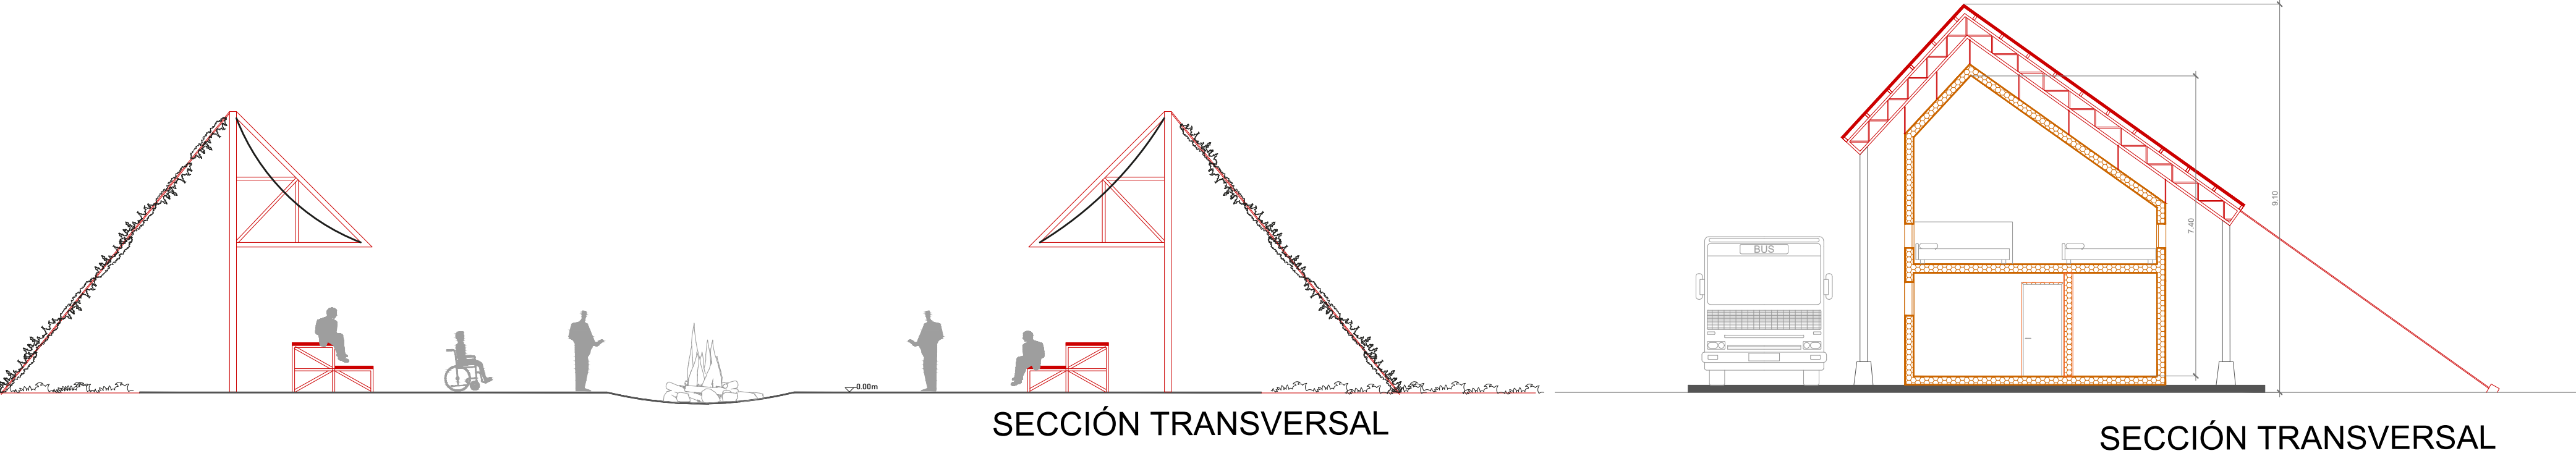 BUS
9.10
7.40
0.00m
SECCIÓN TRANSVERSAL
SECCIÓN TRANSVERSAL